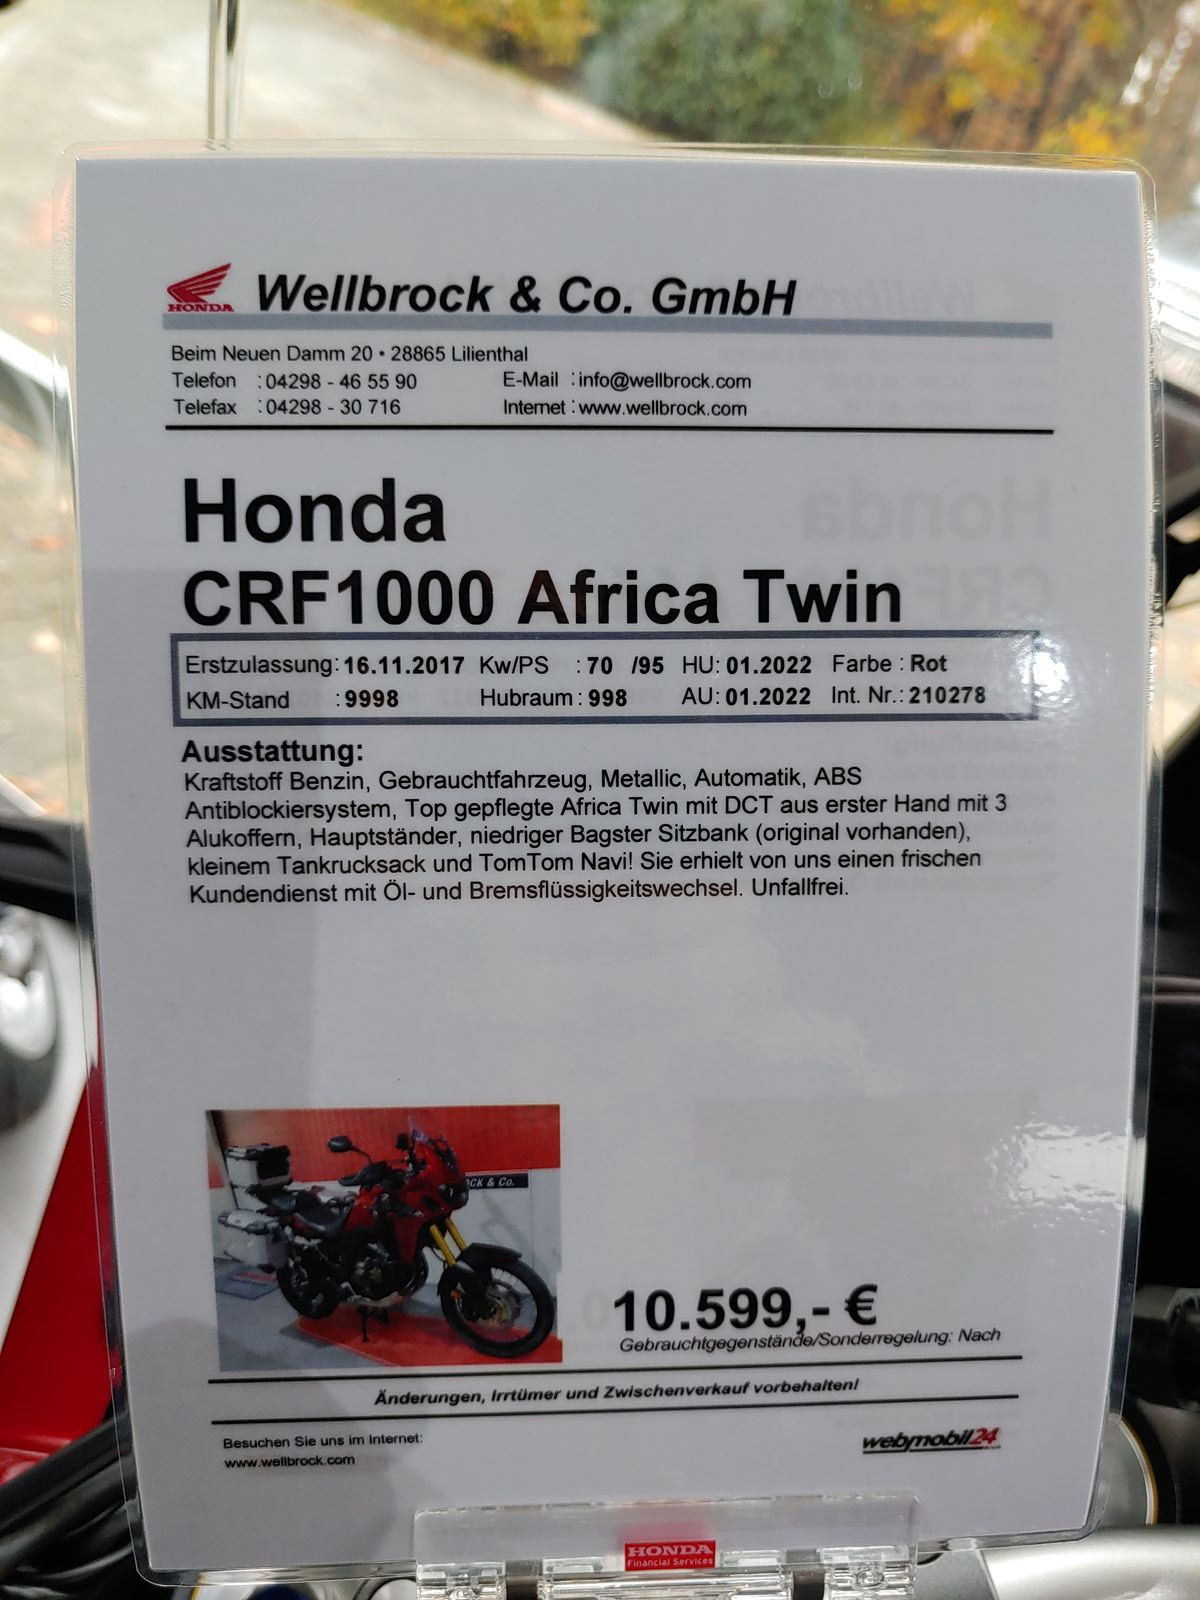 HONDA Wellbrock & Co. GmbH
Beim Neuen Damm 20 • 28865 Lilienthal
Telefon : 04298 - 46 55 90 E-Mail : info@wellbrock.com
Telefax : 04298 - 30 716 Internet : www.wellbrock.com
Honda
CRF1000 Africa Twin
Erstzulassung: 16.11.2017 Kw/PS : 70 /95 HU: 01.2022 Farbe : Rot
KM-Stand : 9998 Hubraum : 998 AU: 01.2022 Int. Nr.: 210278
Ausstattung:
Kraftstoff Benzin, Gebrauchtfahrzeug, Metallic, Automatik, ABS
Antiblockiersystem, Top gepflegte Africa Twin mit DCT aus erster Hand mit 3
Alukoffern, Hauptständer, niedriger Bagster Sitzbank (original vorhanden),
kleinem Tankrucksack und TomTom Navi! Sie erhielt von uns einen frischen
Kundendienst mit Öl- und Bremsflüssigkeitswechsel. Unfallfrei.
CK & Co.
10.599,- €
Gebrauchtgegenstände/Sonderregelung: Nach
Änderungen, Irrtümer und Zwischenverkauf vorbehalten!
Besuchen Sie uns im Internet:
www.wellbrock.com
webmobil24
HONDA
Financial Services